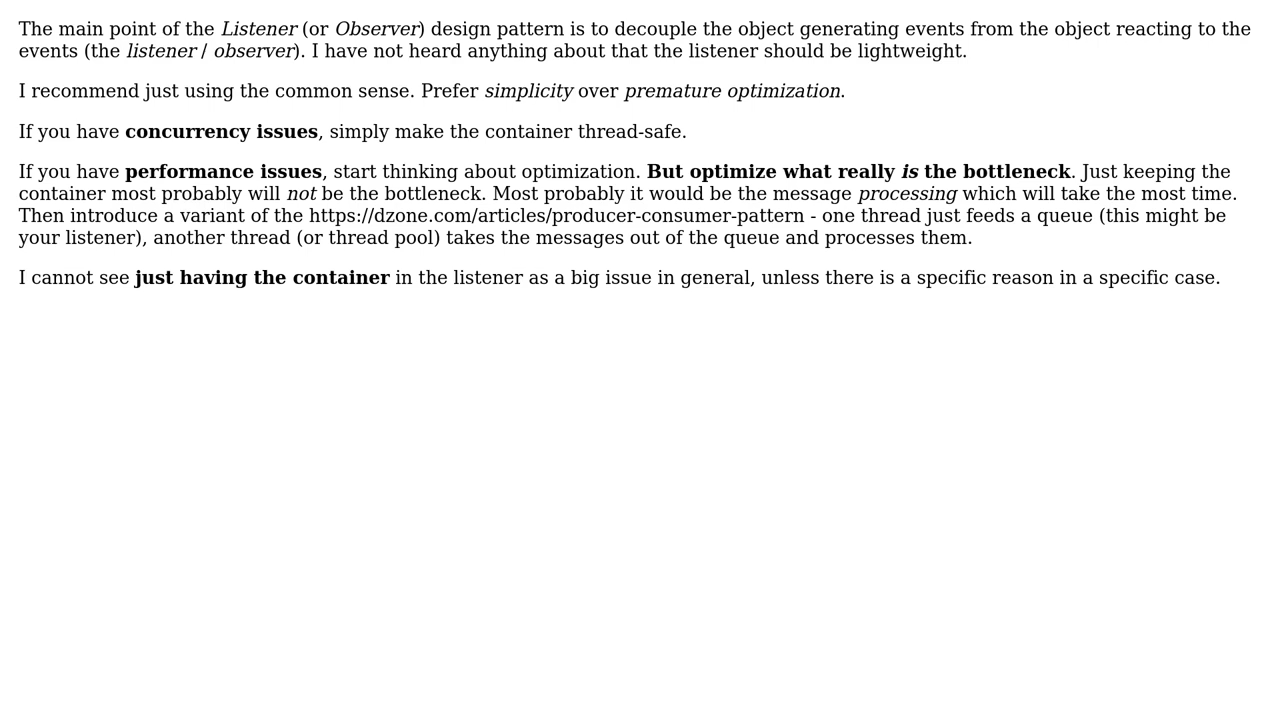 The main point of the Listener (or Observer) design pattern is to decouple the object generating events from the object reacting to the
events (the listener / observer). I have not heard anything about that the listener should be lightweight.
I recommend just using the common sense. Prefer simplicity over premature optimization.
If you have concurrency issues, simply make the container thread-safe.
If you have performance issues, start thinking about optimization. But optimize what really is the bottleneck. Just keeping the
container most probably will not be the bottleneck. Most probably it would be the message processing which will take the most time.
Then introduce a variant of the https://dzone.com/articles/producer-consumer-pattern - one thread just feeds a queue (this might be
your listener), another thread (or thread pool) takes the messages out of the queue and processes them.
I cannot see just having the container in the listener as a big issue in general, unless there is a specific reason in a specific case.